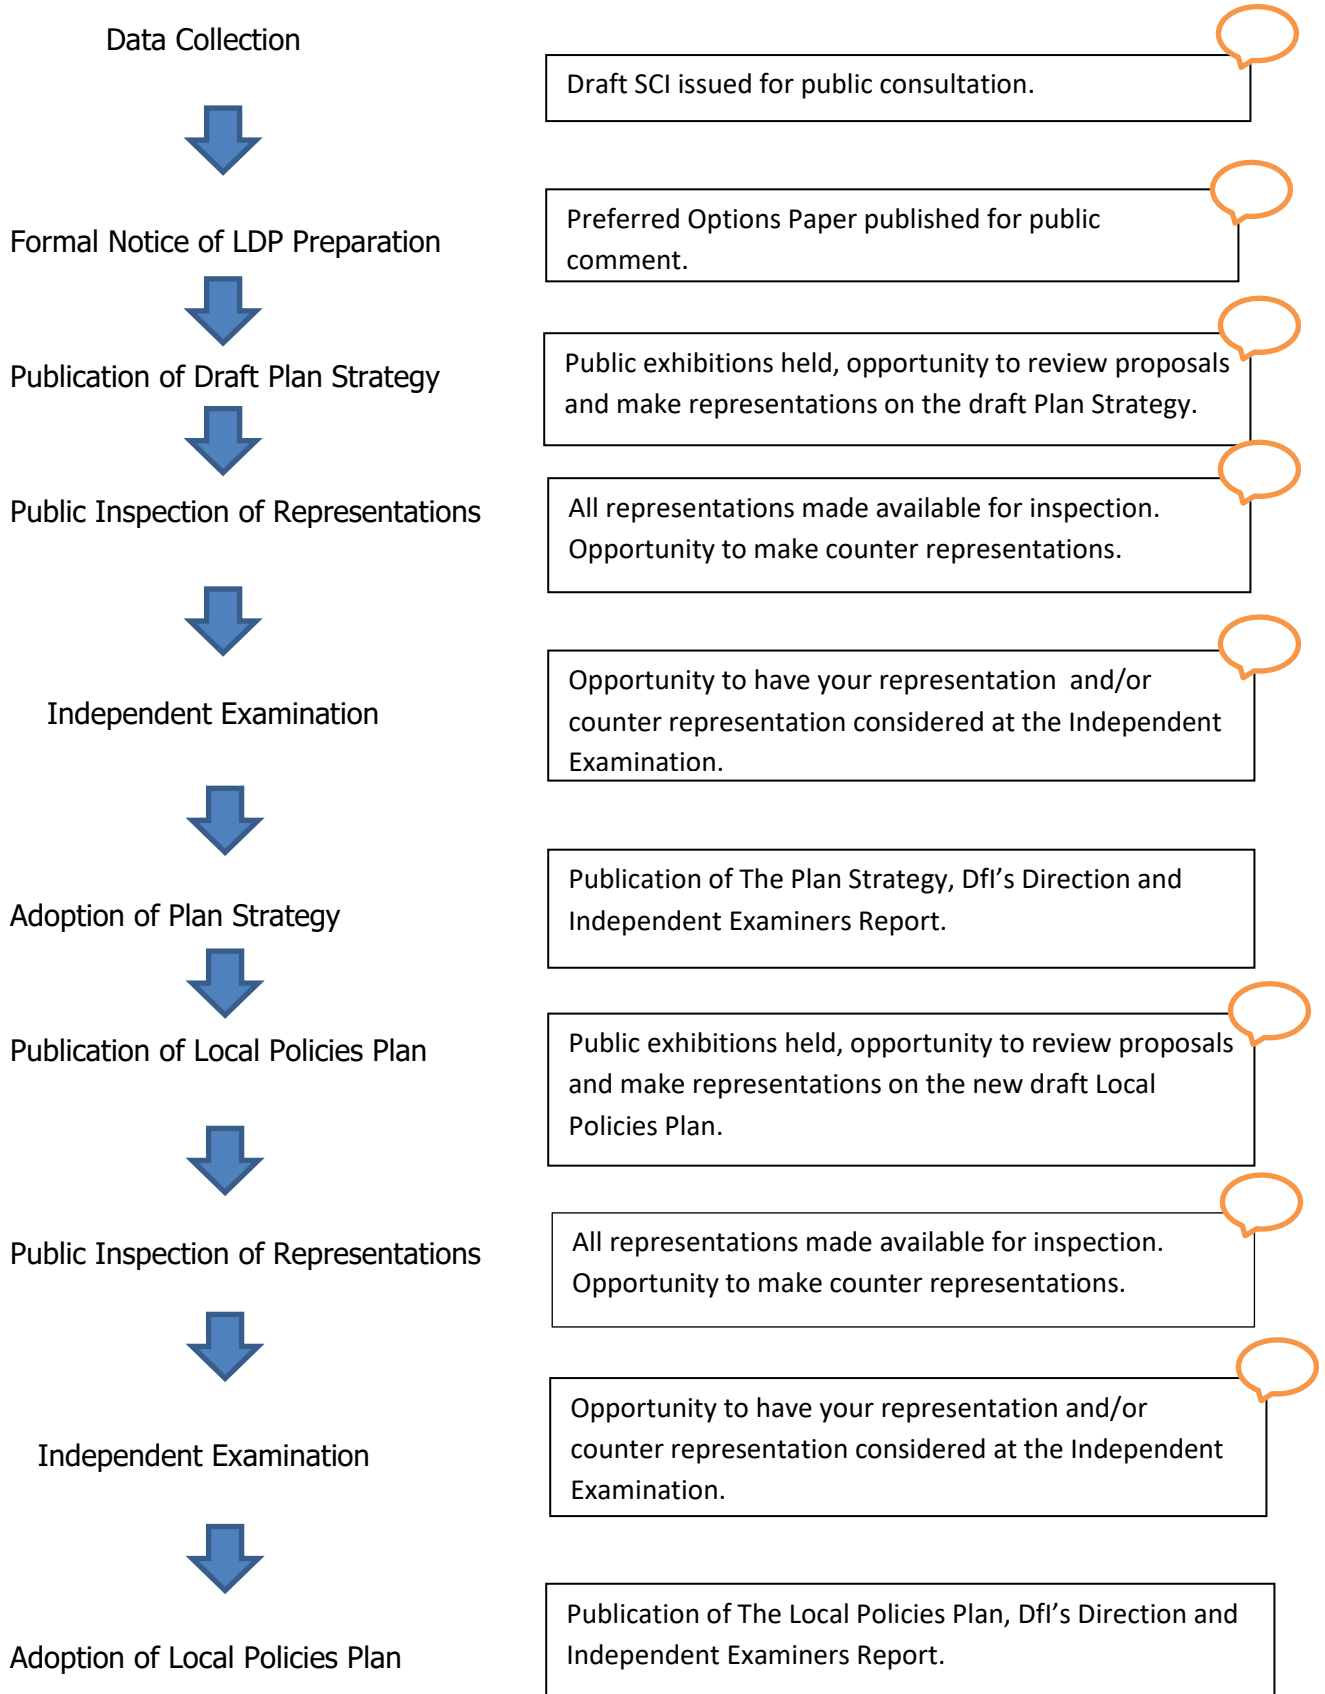 Data Collection
Draft SCI issued for public consultation.
Formal Notice of LDP Preparation
Preferred Options Paper published for public
comment.
Publication of Draft Plan Strategy
Public exhibitions held, opportunity to review proposals
and make representations on the draft Plan Strategy.
Public Inspection of Representations
All representations made available for inspection.
Opportunity to make counter representations.
Independent Examination
Opportunity to have your representation and/or
counter representation considered at the Independent
Examination.
Adoption of Plan Strategy
Publication of The Plan Strategy, DfI's Direction and
Independent Examiners Report.
Publication of Local Policies Plan
Public exhibitions held, opportunity to review proposals
and make representations on the new draft Local
Policies Plan.
Public Inspection of Representations
All representations made available for inspection.
Opportunity to make counter representations.
Independent Examination
Opportunity to have your representation and/or
counter representation considered at the Independent
Examination.
Adoption of Local Policies Plan
Publication of The Local Policies Plan, DfI's Direction and
Independent Examiners Report.